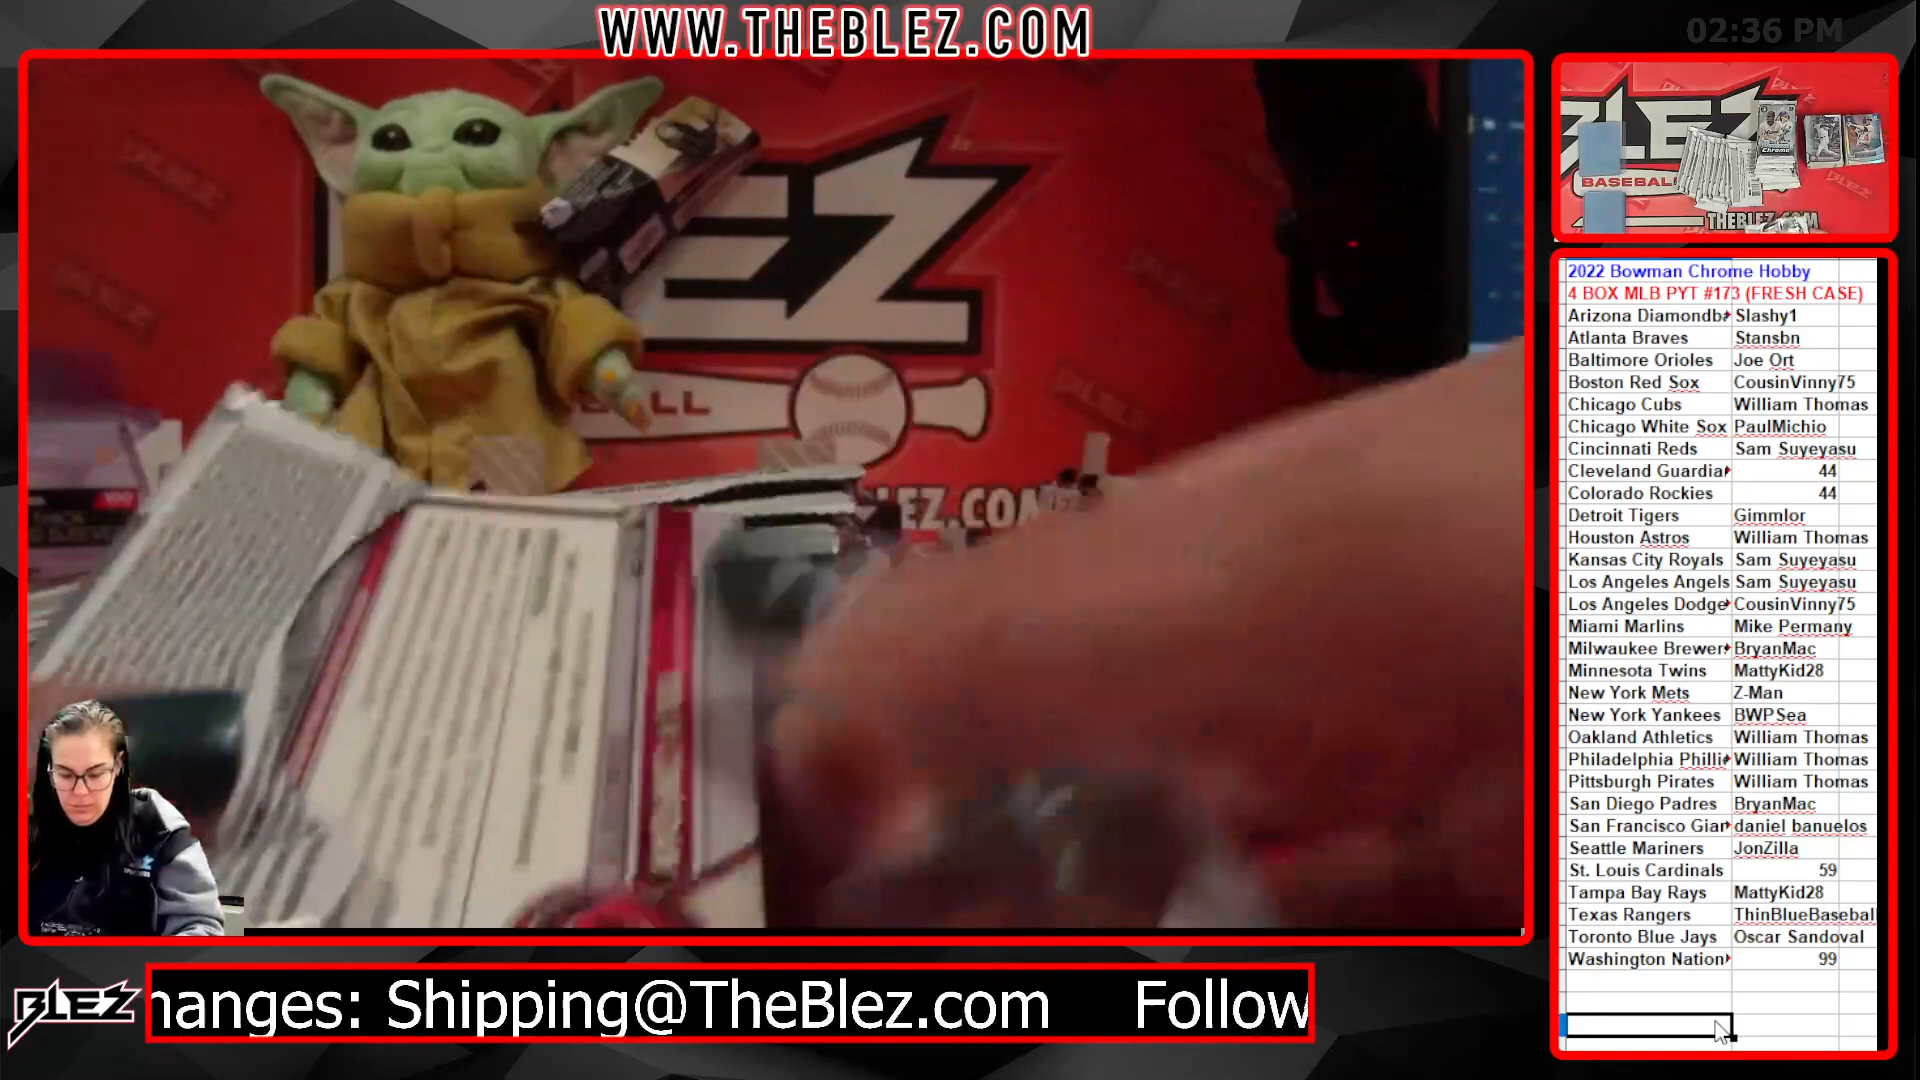 WWW.THEBLEZ.COM
02:36 PM
BASEBALL
THEBLEZ.COM
Chrome
2022 Bowman Chrome Hobby
4 BOX MLB PYT #173 (FRESH CASE)
Arizona Diamondba Slashy1
Atlanta Braves Stansbn
Baltimore Orioles Joe Ort
Boston Red Sox CousinVinny75
Chicago Cubs William Thomas
Chicago White Sox PaulMichio
Cincinnati Reds Sam Suyeyasu
Cleveland Guardia 44
Colorado Rockies 44
Detroit Tigers Gimmlor
Houston Astros William Thomas
Kansas City Royals Sam Suyeyasu
Los Angeles Angels Sam Suyeyasu
Los Angeles Dodge CousinVinny75
Miami Marlins Mike Permany
Milwaukee Brewer BryanMac
Minnesota Twins MattyKid28
New York Mets Z-Man
New York Yankees BWPSea
Oakland Athletics William Thomas
Philadelphia Philli William Thomas
Pittsburgh Pirates William Thomas
San Diego Padres BryanMac
San Francisco Gian daniel banuelos
Seattle Mariners JonZilla
St. Louis Cardinals 59
Tampa Bay Rays MattyKid28
Texas Rangers ThinBlueBaseball
Toronto Blue Jays Oscar Sandoval
Washington Nation 99
BLEZ
hanges: Shipping@TheBlez.com Follow